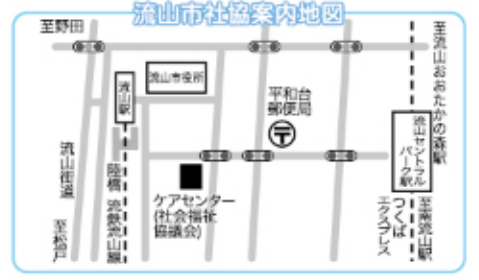 流山市社協案内地図
至野田
流山駅
流山市役所
平和台
郵便局
〒
至流山おおたかの森駅
流山セントラル
パーク駅
流山街道
至松戸
陸橋
流鉄流山線
ケアセンター
(社会福祉
協議会)
つくば
エクスプレス
至南流山駅